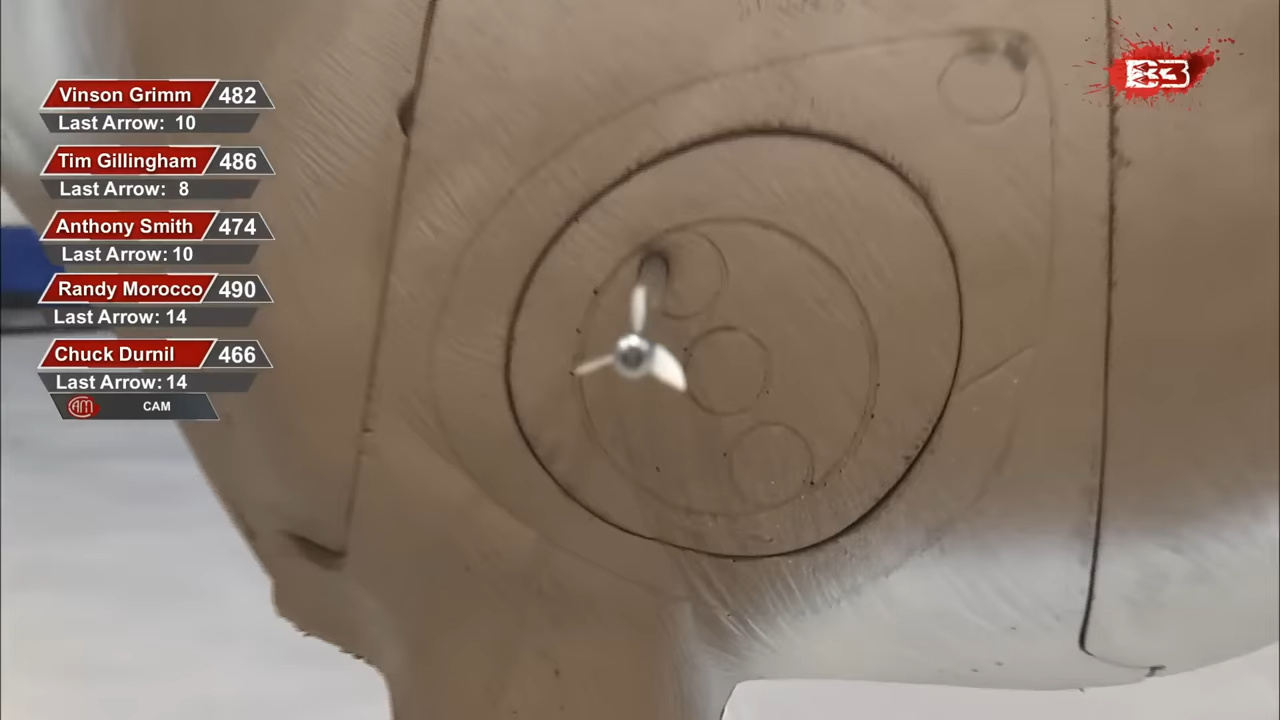 Vinson Grimm 482
Last Arrow: 10
Tim Gillingham 486
Last Arrow: 8
Anthony Smith 474
Last Arrow: 10
Randy Morocco 490
Last Arrow: 14
Chuck Durnil 466
Last Arrow: 14
AM CAM
B3